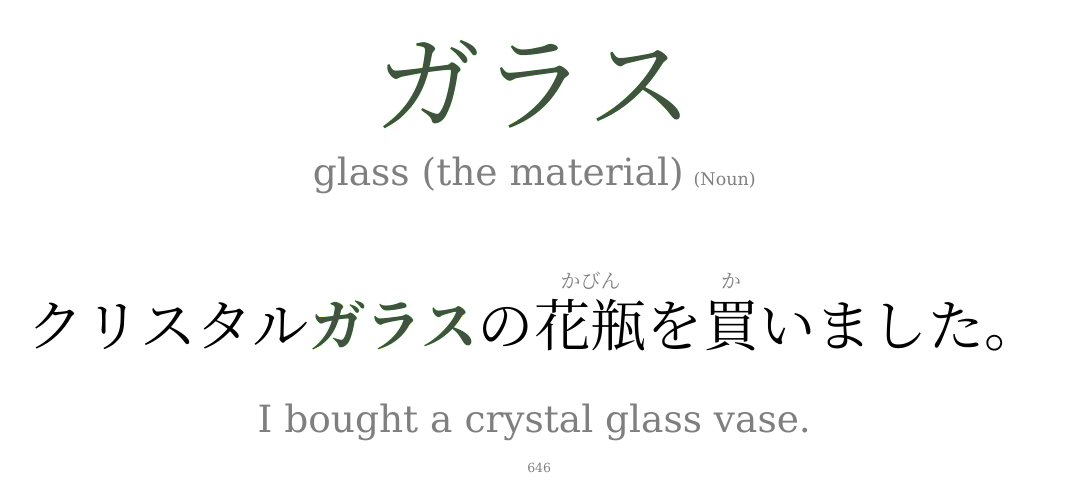 ガラス
glass (the material) (Noun)
かびん か
クリスタルガラスの花瓶を買いました。
I bought a crystal glass vase.
646